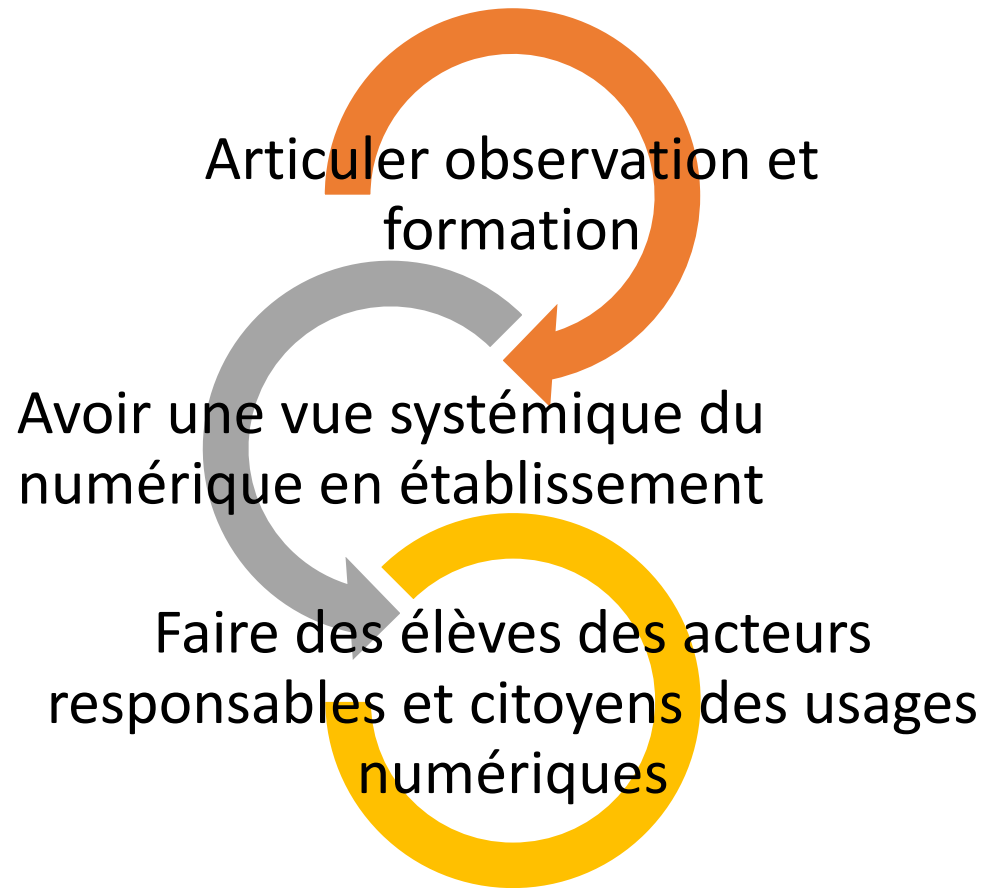 Articuler observation et
formation
Avoir une vue systémique du
numérique en établissement
Faire des élèves des acteurs
responsables et citoyens des usages
numériques